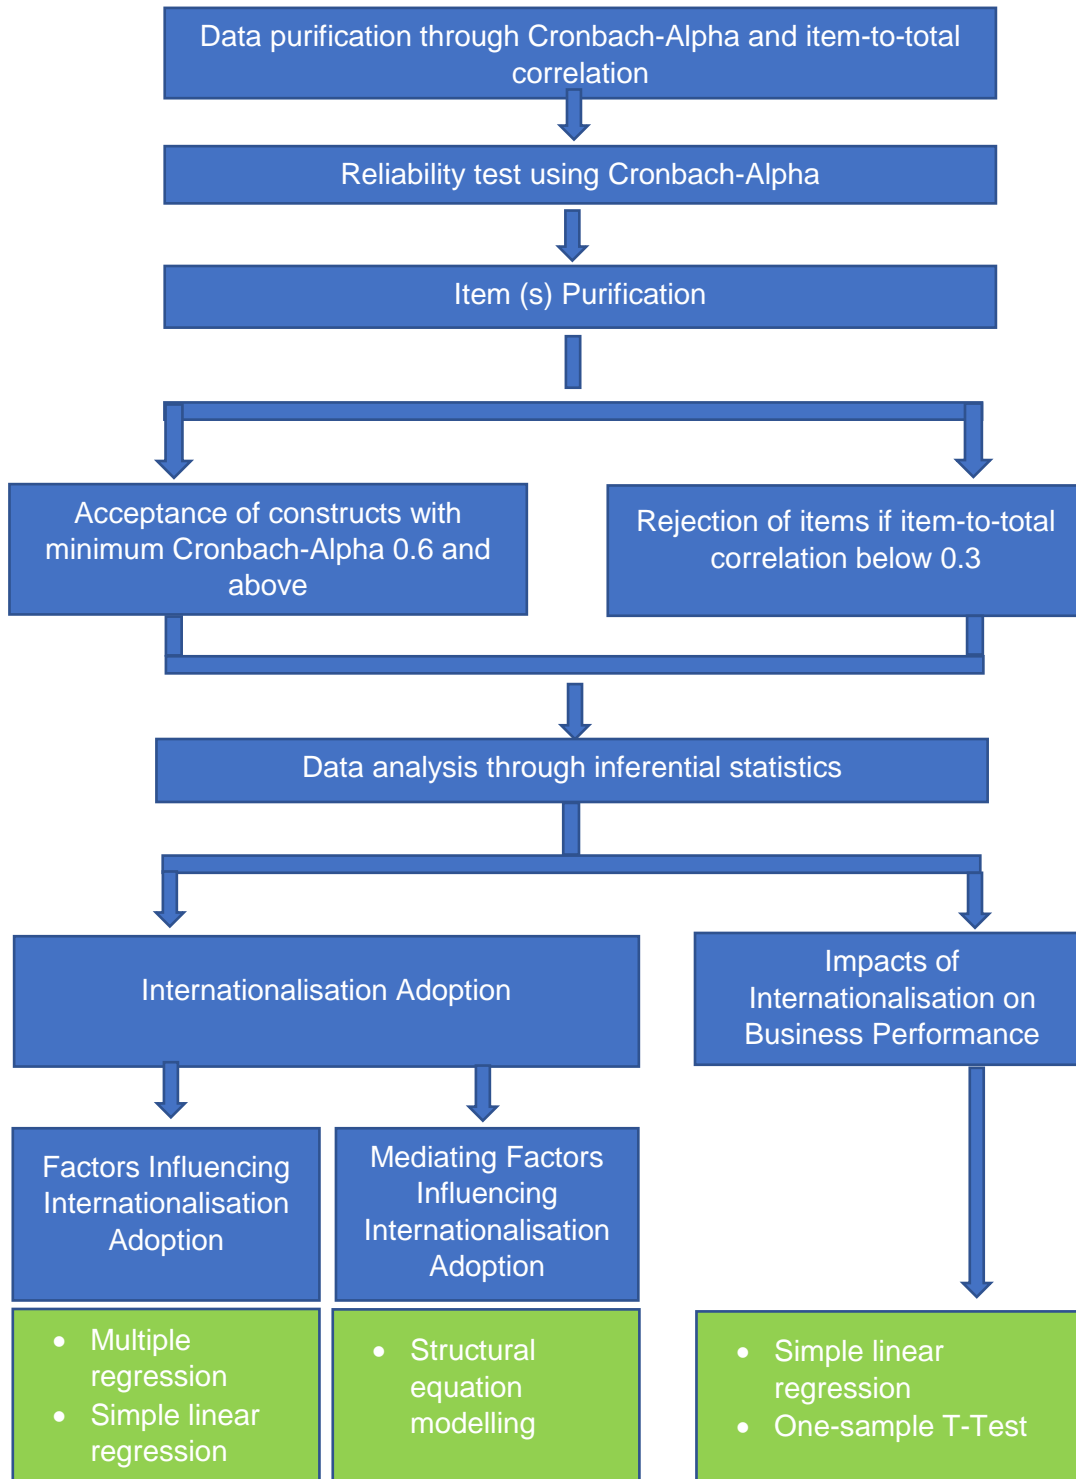 Data purification through Cronbach-Alpha and item-to-total
correlation
Reliability test using Cronbach-Alpha
Item (s) Purification
Acceptance of constructs with
minimum Cronbach-Alpha 0.6 and
above
Rejection of items if item-to-total
correlation below 0.3
Data analysis through inferential statistics
Internationalisation Adoption
Impacts of
Internationalisation on
Business Performance
Factors Influencing
Internationalisation
Adoption
Mediating Factors
Influencing
Internationalisation
Adoption
• Multiple
regression
• Simple linear
regression
• Structural
equation
modelling
• Simple linear
regression
• One-sample T-Test